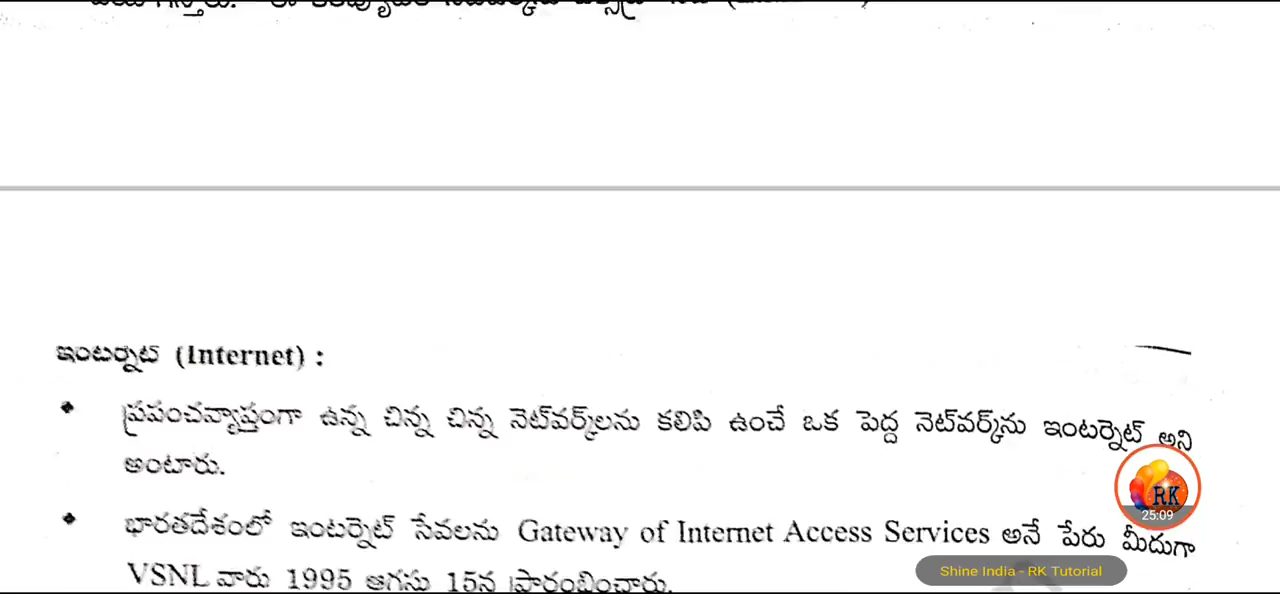 ఇంటర్నెట్ (Internet) :
ప్రపంచవ్యాప్తంగా ఉన్న చిన్న చిన్న నెట్‌వర్క్‌లను కలిపి ఉంచే ఒక పెద్ద నెట్‌వర్క్‌ను ఇంటర్నెట్ అని
అంటారు.
RK
25:09
భారతదేశంలో ఇంటర్నెట్ సేవలను Gateway of Internet Access Services అనే పేరు మీదుగా
Shine India - RK Tutorial
VSNL వారు 1995 ఆగస్టు 15న ప్రారంభించారు.